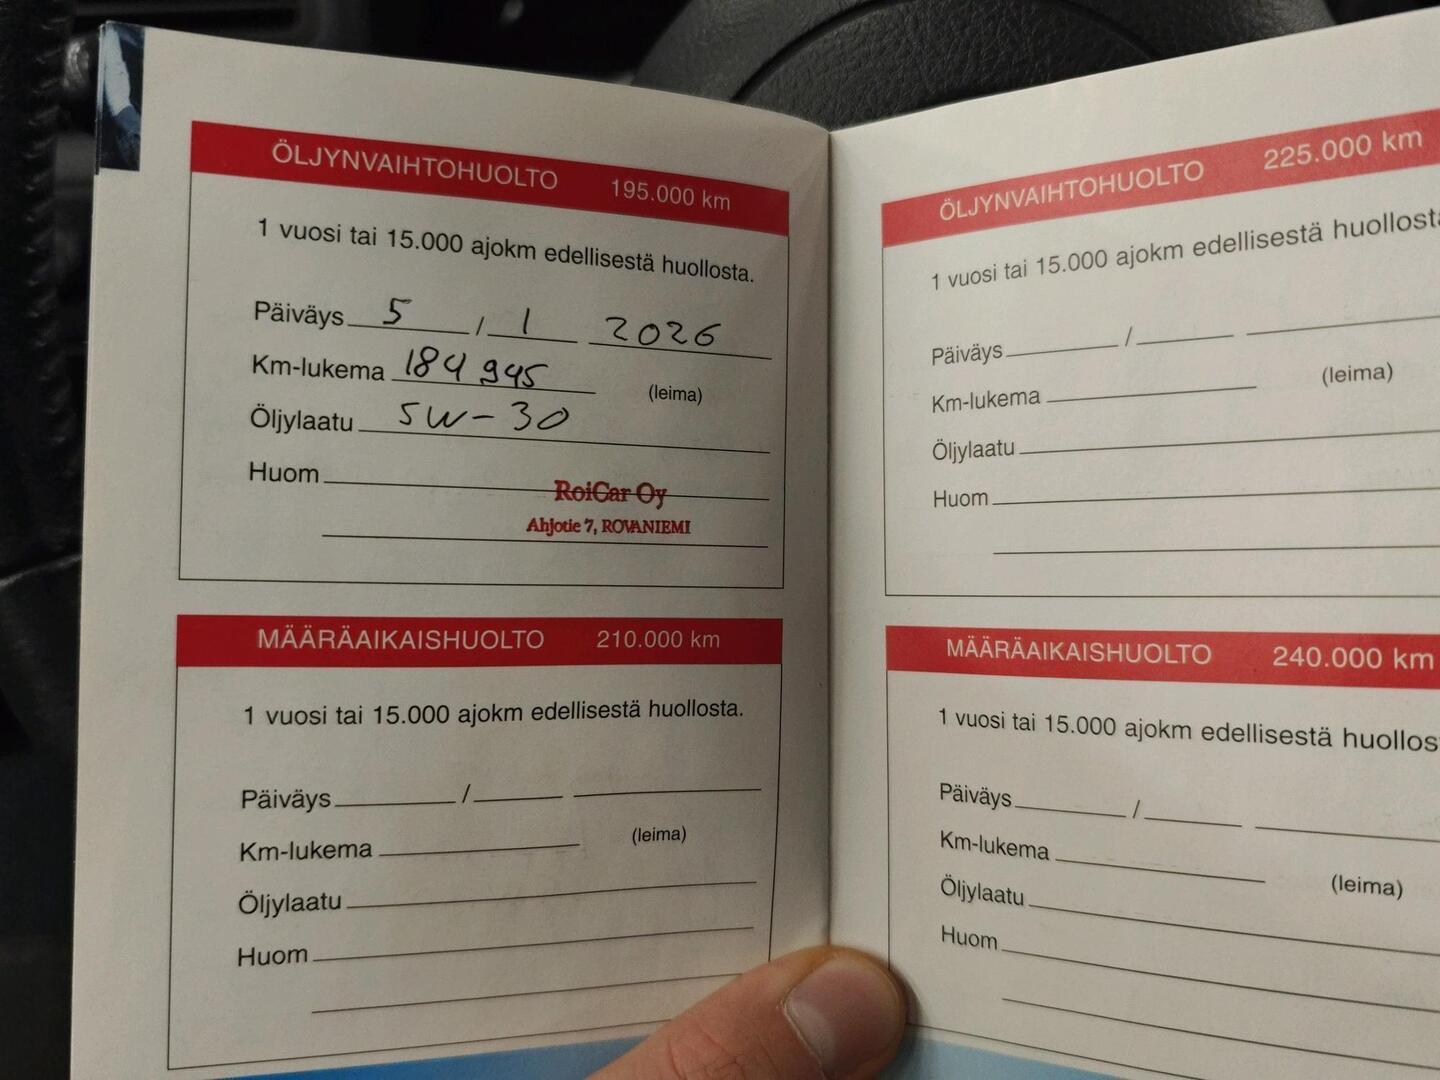 ÖLJYNVAIHTOHUOLTO 195.000 km
1 vuosi tai 15.000 ajokm edellisestä huollosta.
Päiväys 5 / 1 2026
Km-lukema 184 945 (leima)
Öljylaatu 5W-30
Huom
RoiCar Oy
Ahjotie 7, ROVANIEMI
MÄÄRÄAIKAISHUOLTO 210.000 km
1 vuosi tai 15.000 ajokm edellisestä huollosta.
Päiväys /
Km-lukema (leima)
Öljylaatu
Huom
ÖLJYNVAIHTOHUOLTO 225.000 km
1 vuosi tai 15.000 ajokm edellisestä
Päiväys /
Km-lukema (leima)
Öljylaatu
Huom
MÄÄRÄAIKAISHUOLTO 240.000 km
1 vuosi tai 15.000 ajokm edellisestä
Päiväys /
Km-lukema (leima)
Öljylaatu
Huom